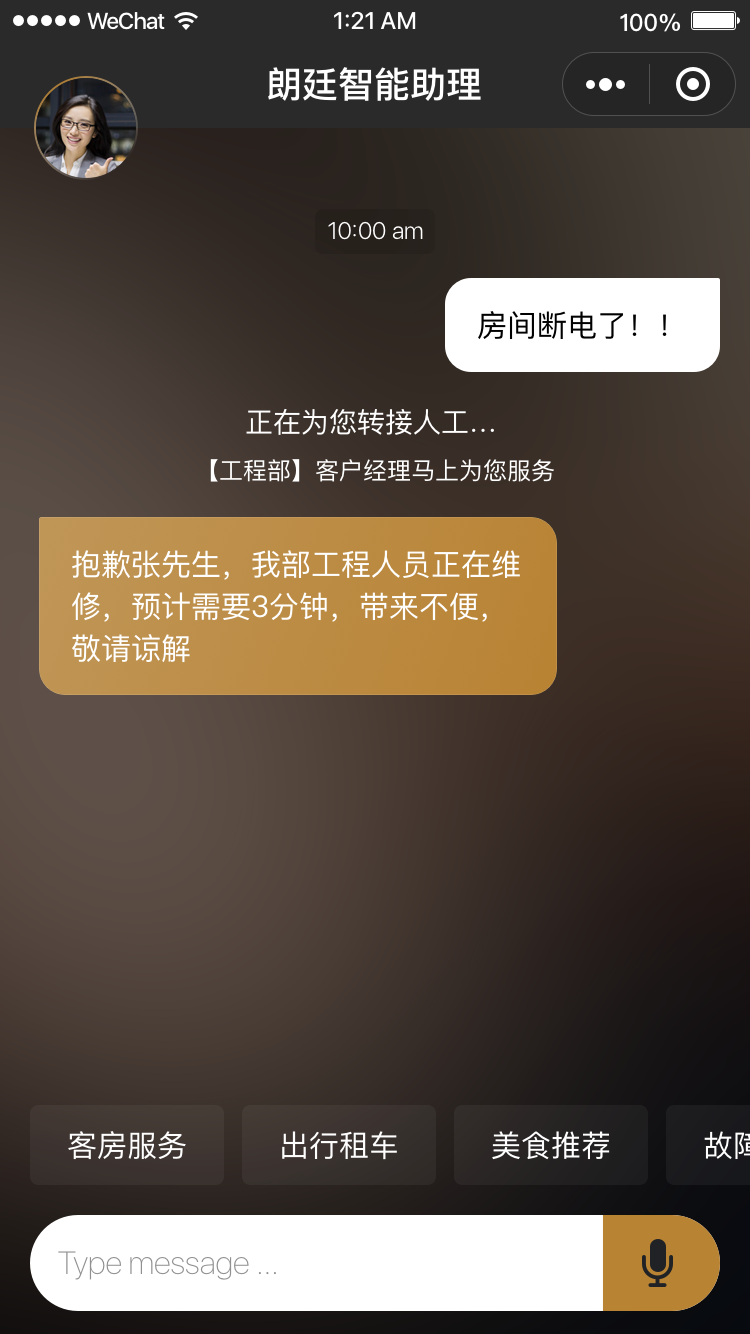 WeChat 1:21 AM 100%
朗廷智能助理
10:00 am
房间断电了！！
正在为您转接人工...
【工程部】客户经理马上为您服务
抱歉张先生，我部工程人员正在维
修，预计需要3分钟，带来不便，
敬请谅解
客房服务 出行租车 美食推荐 故障
Type message ...